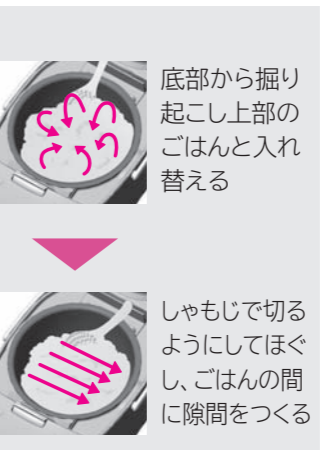 底部から掘り
起こし上部の
ごはんと入れ
替える
しゃもじで切る
ようにしてほぐ
し、ごはんの間
に隙間をつくる